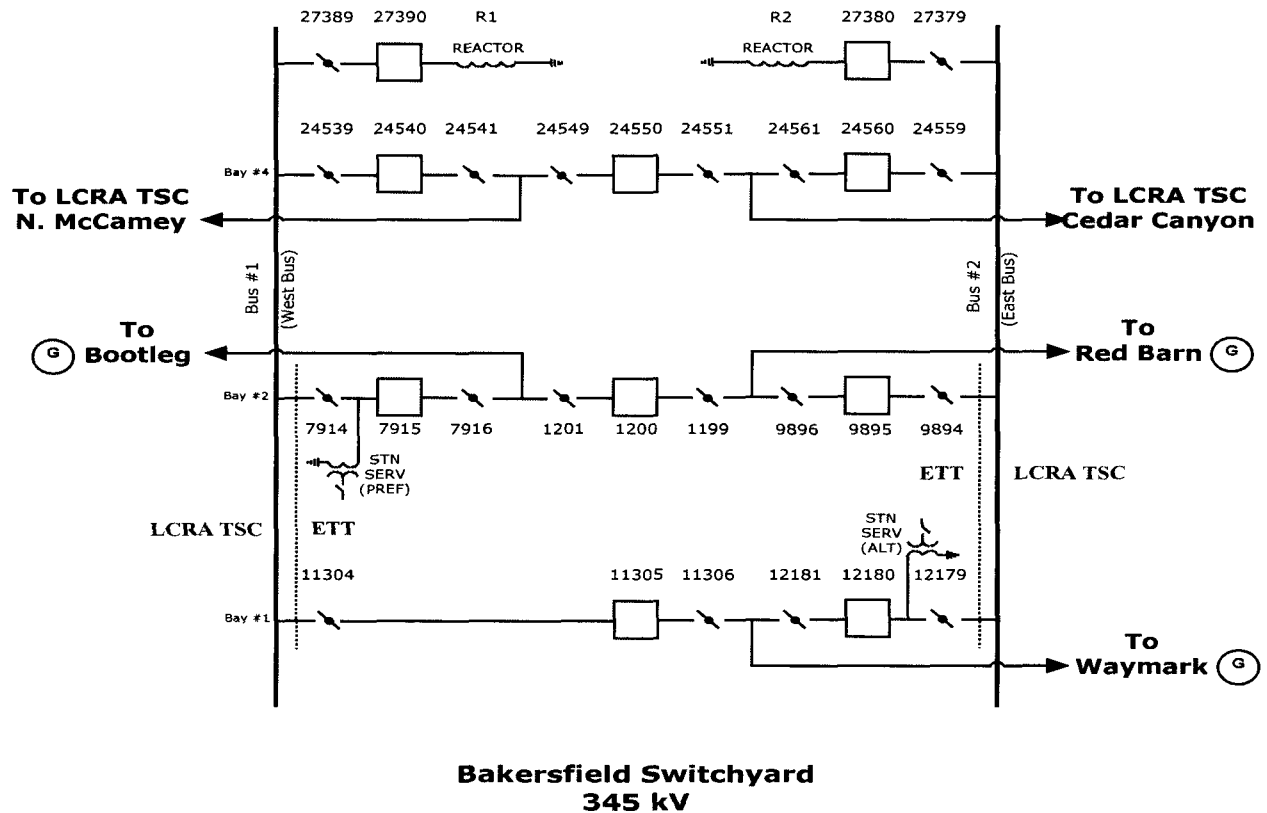 27389 27390 R1 R2 27380 27379
REACTOR REACTOR
24539 24540 24541 24549 24550 24551 24561 24560 24559
Bay #4
To LCRA TSC
N. McCamey
To LCRA TSC
Cedar Canyon
Bus #1
(West Bus)
Bus #2
(East Bus)
To
Bootleg
G
To
Red Barn
G
Bay #2
7914 7915 7916 1201 1200 1199 9896 9895 9894
STN
SERV
(PREF)
ETT LCRA TSC
LCRA TSC ETT
STN
SERV
(ALT)
11304 11305 11306 12181 12180 12179
Bay #1
To
Waymark
G
Bakersfield Switchyard
345 kV